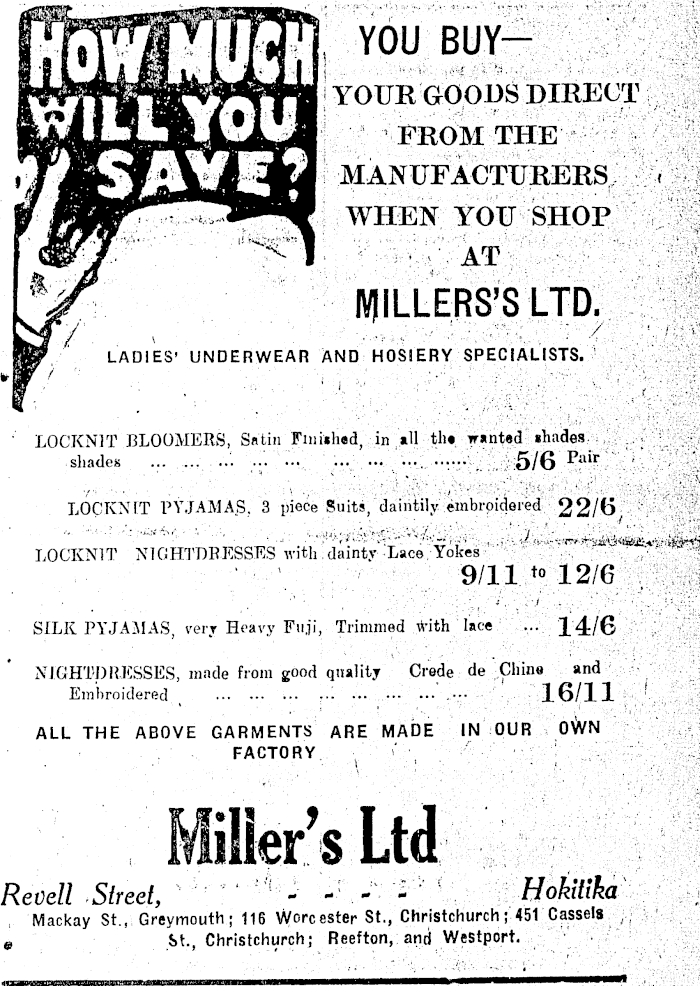 HOW MUCH
WILL YOU
SAVE?
YOU BUY—
YOUR GOODS DIRECT
FROM THE
MANUFACTURERS
WHEN YOU SHOP
AT
MILLERS'S LTD.
LADIES' UNDERWEAR AND HOSIERY SPECIALISTS.
LOCKNIT BLOOMERS, Satin Finished, in all the wanted shades
shades ... ... ... ... ... ... ... ... ...... 5/6 Pair
LOCKNIT PYJAMAS, 3 piece Suits, daintily embroidered 22/6
LOCKNIT NIGHTDRESSES with dainty Lace Yokes
9/11 to 12/6
SILK PYJAMAS, very Heavy Fuji, Trimmed with lace ... 14/6
NIGHTDRESSES, made from good quality Crede de Chine and
Embroidered ... ... ... ... ... ... ... ... 16/11
ALL THE ABOVE GARMENTS ARE MADE IN OUR OWN
FACTORY
Miller's Ltd
Revell Street, - - - - Hokitika
Mackay St., Greymouth; 116 Worcester St., Christchurch; 451 Cassels
St., Christchurch; Reefton, and Westport.